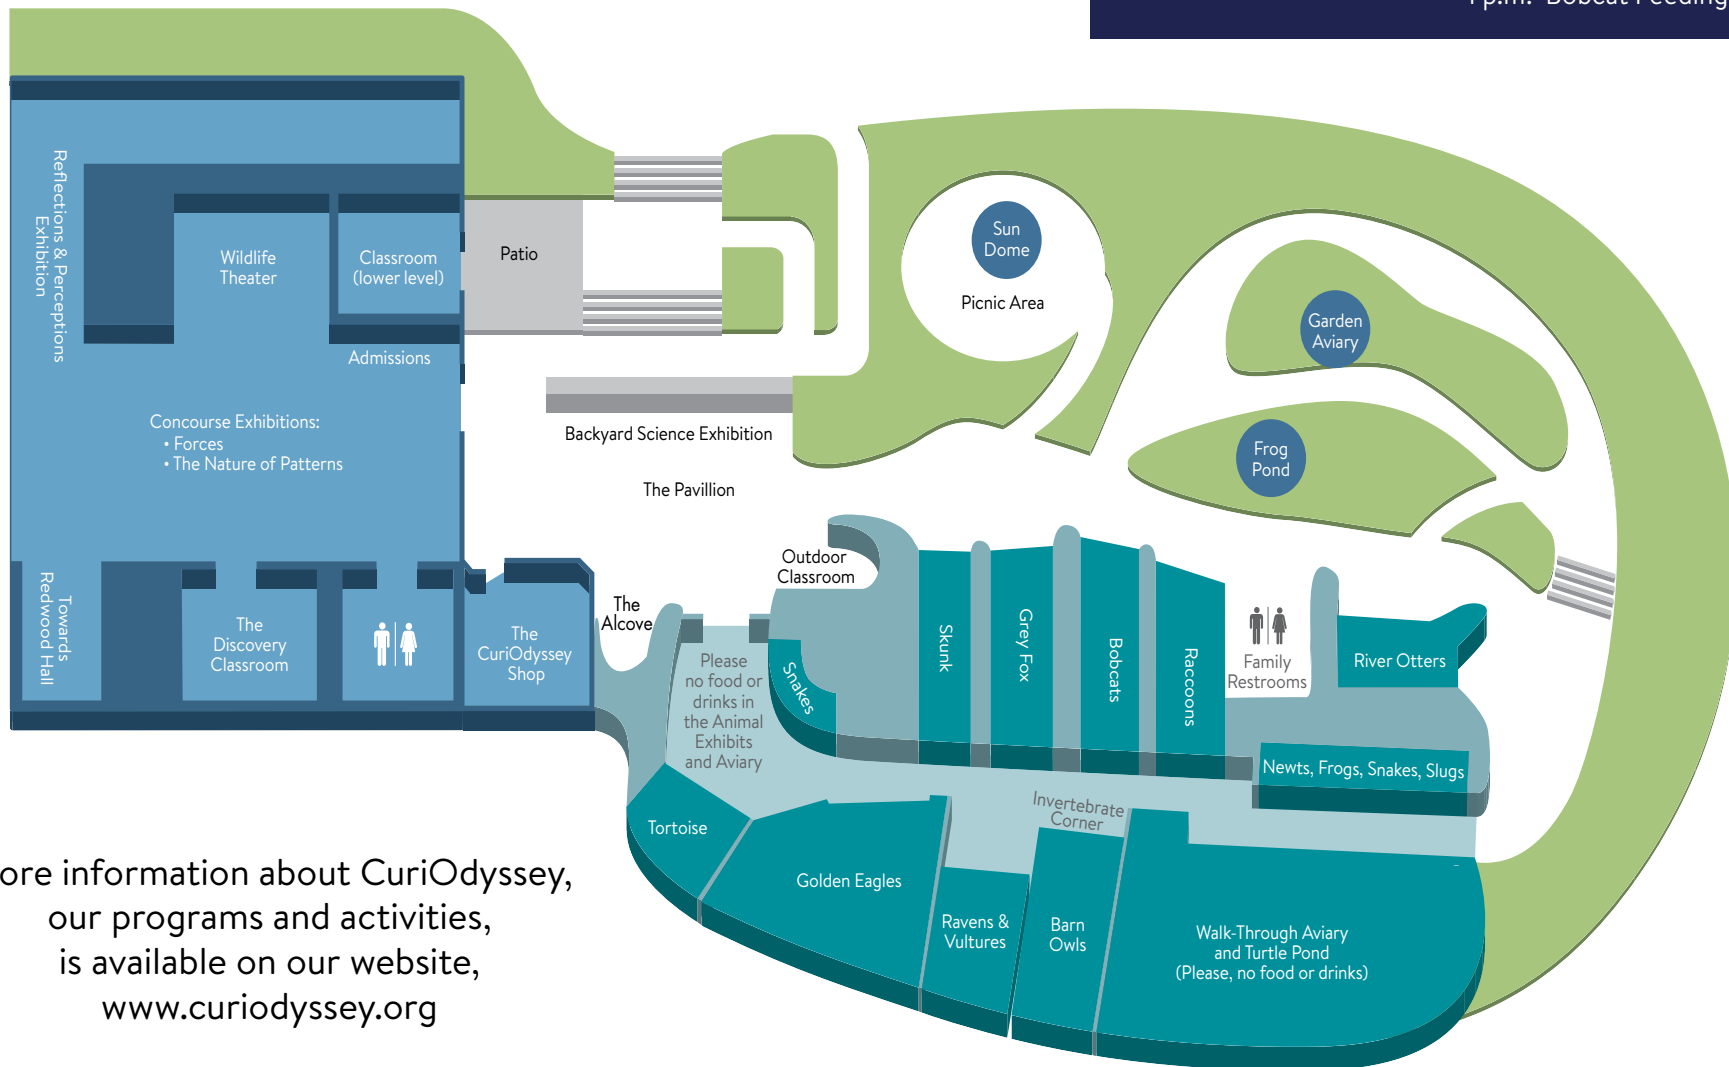 Bobcat Feeding
Reflections & Perceptions
Exhibition
Wildlife
Theater
Classroom
(lower level)
Patio
Admissions
Concourse Exhibitions:
• Forces
• The Nature of Patterns
Backyard Science Exhibition
The Pavillion
Sun
Dome
Picnic Area
Garden
Aviary
Frog
Pond
Outdoor
Classroom
The
Alcove
Towards
Redwood Hall
The
Discovery
Classroom
The
CuriOdyssey
Shop
Please
no food or
drinks in
the Animal
Exhibits
and Aviary
Snakes
Skunk
Grey Fox
Bobcats
Raccoons
Family
Restrooms
River Otters
Newts, Frogs, Snakes, Slugs
Invertebrate
Corner
Tortoise
Golden Eagles
Ravens &
Vultures
Barn
Owls
Walk-Through Aviary
and Turtle Pond
(Please, no food or drinks)
ore information about CuriOdyssey,
our programs and activities,
is available on our website,
www.curiodyssey.org